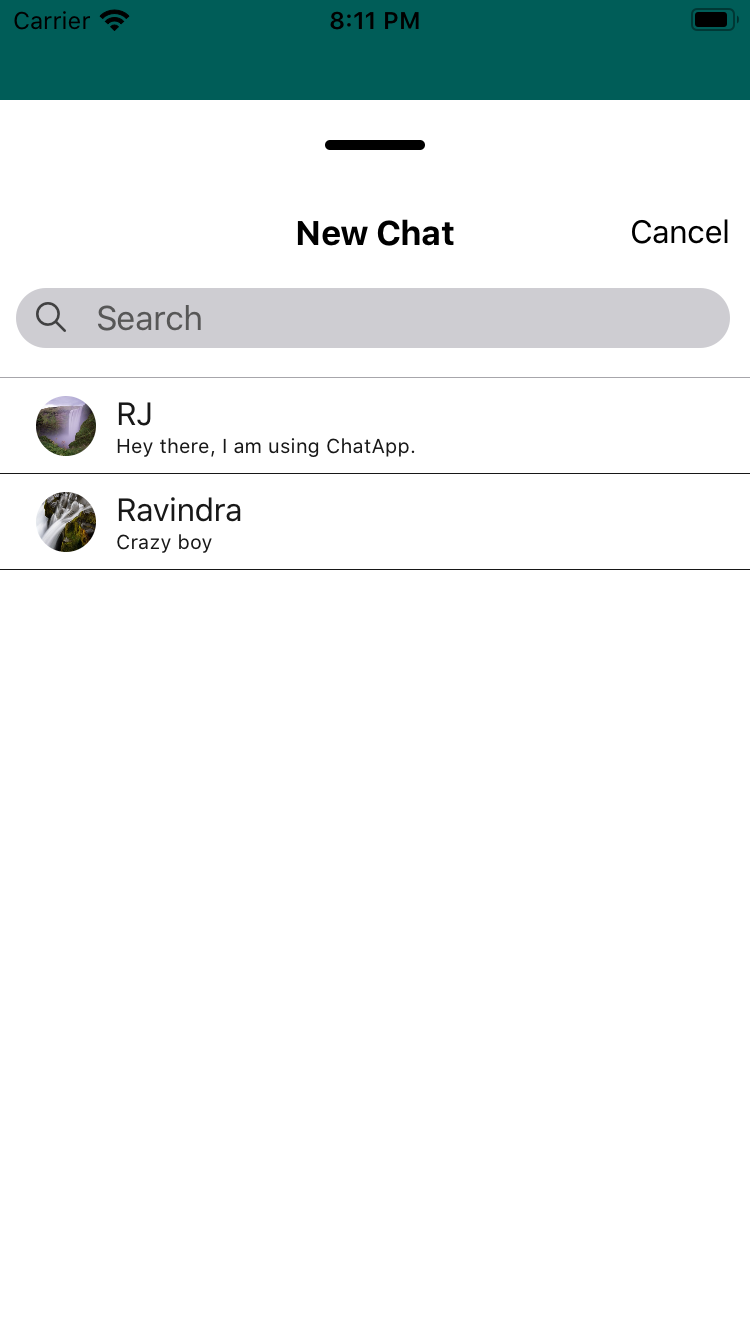 Carrier 8:11 PM
New Chat Cancel
Search
RJ
Hey there, I am using ChatApp.
Ravindra
Crazy boy